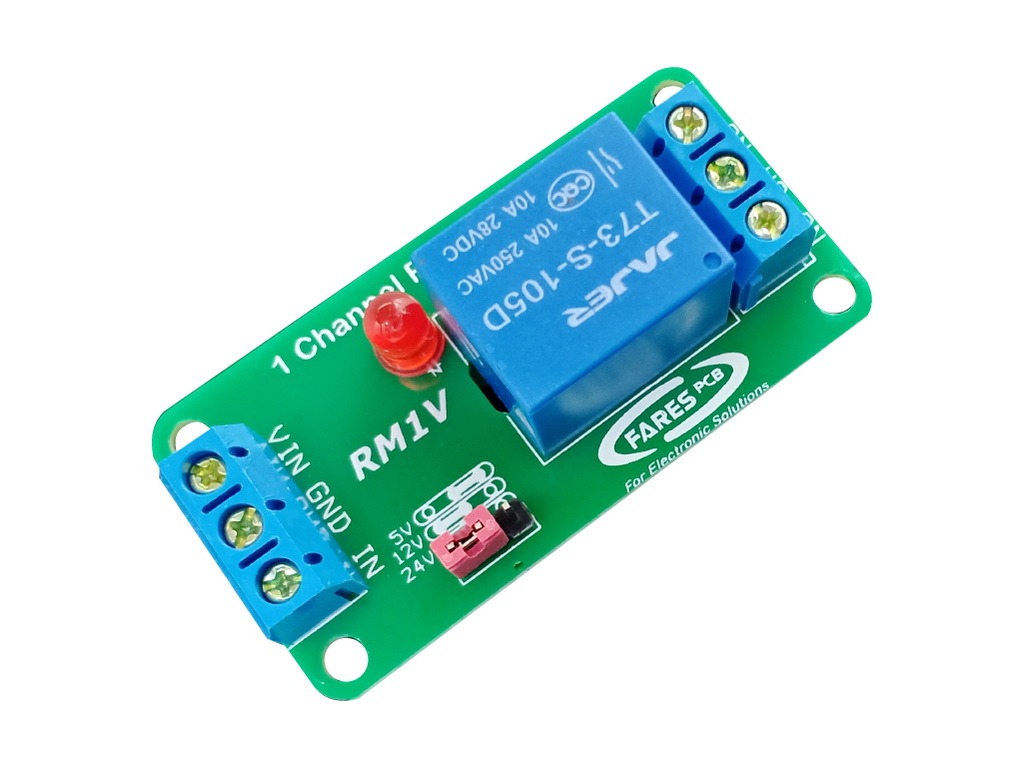 1 Channel
RM1V
VIN GND IN
5V
12V
24V
JAJER
T73-S-105D
10A 250VAC
10A 28VDC
CQC
FARES PCB
For Electronic Solutions